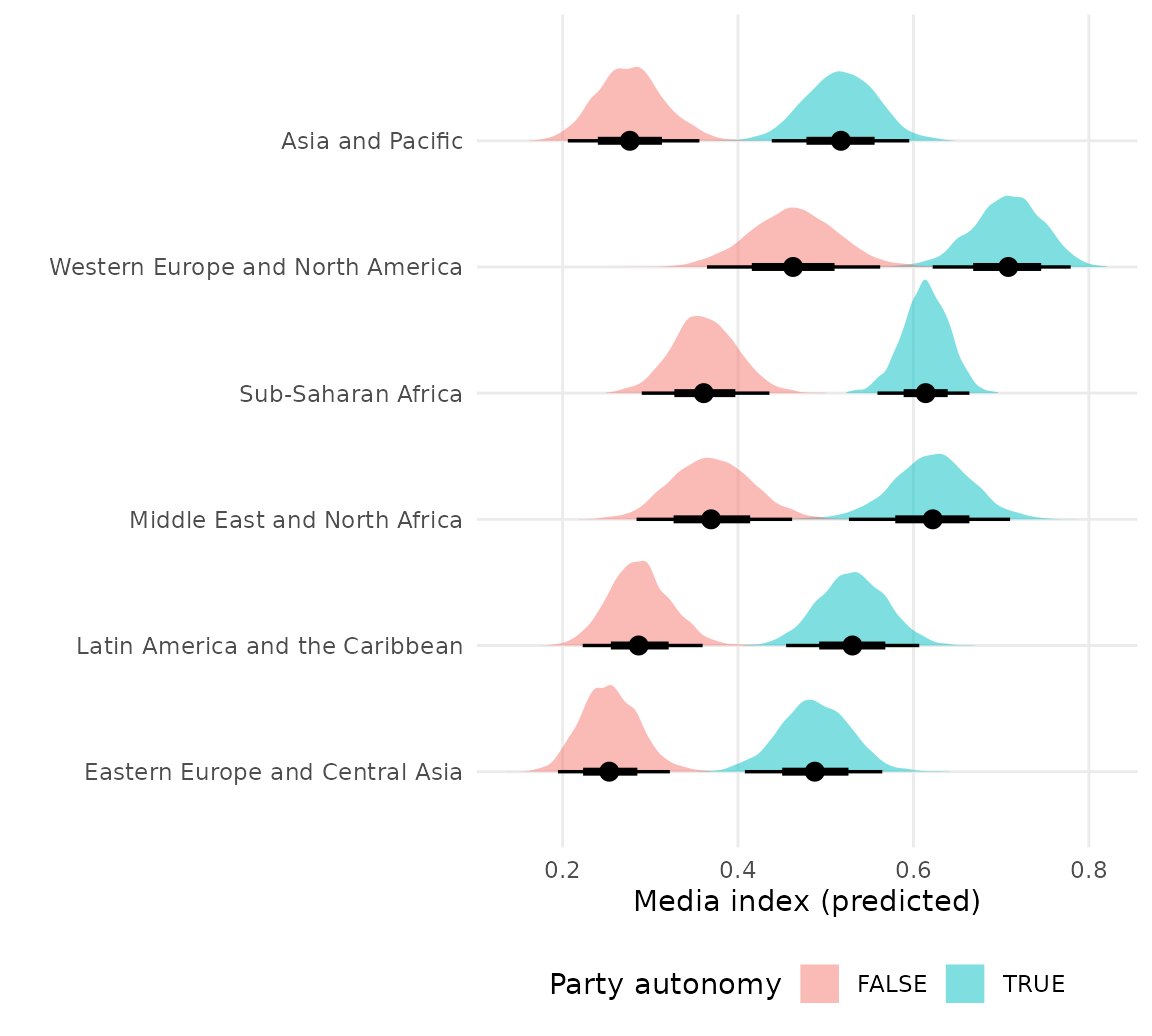 Asia and Pacific
Western Europe and North America
Sub-Saharan Africa
Middle East and North Africa
Latin America and the Caribbean
Eastern Europe and Central Asia
0.2 0.4 0.6 0.8
Media index (predicted)
Party autonomy FALSE TRUE